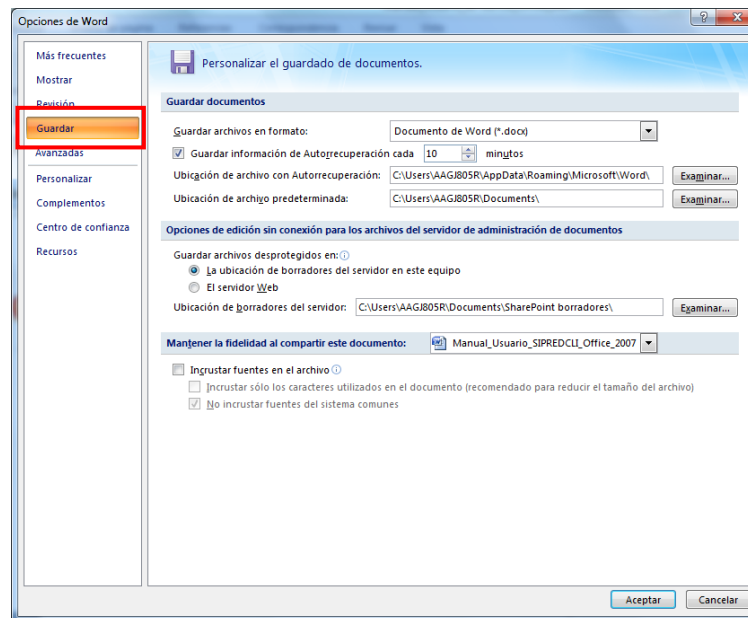 Opciones de Word
Más frecuentes
Mostrar
Revisión
Guardar
Avanzadas
Personalizar
Complementos
Centro de confianza
Recursos
Personalizar el guardado de documentos.
Guardar documentos
Guardar archivos en formato: Documento de Word (*.docx)
Guardar información de Autorrecuperación cada 10 minutos
Ubicación de archivo con Autorrecuperación: C:\Users\AAGJ805R\AppData\Roaming\Microsoft\Word\ Examinar...
Ubicación de archivo predeterminada: C:\Users\AAGJ805R\Documents\ Examinar...
Opciones de edición sin conexión para los archivos del servidor de administración de documentos
Guardar archivos desprotegidos en:
La ubicación de borradores del servidor en este equipo
El servidor Web
Ubicación de borradores del servidor: C:\Users\AAGJ805R\Documents\SharePoint borradores\ Examinar...
Mantener la fidelidad al compartir este documento: Manual_Usuario_SIPREDCLI_Office_2007
Incrustar fuentes en el archivo
Incrustar sólo los caracteres utilizados en el documento (recomendado para reducir el tamaño del archivo)
No incrustar fuentes del sistema comunes
Aceptar Cancelar